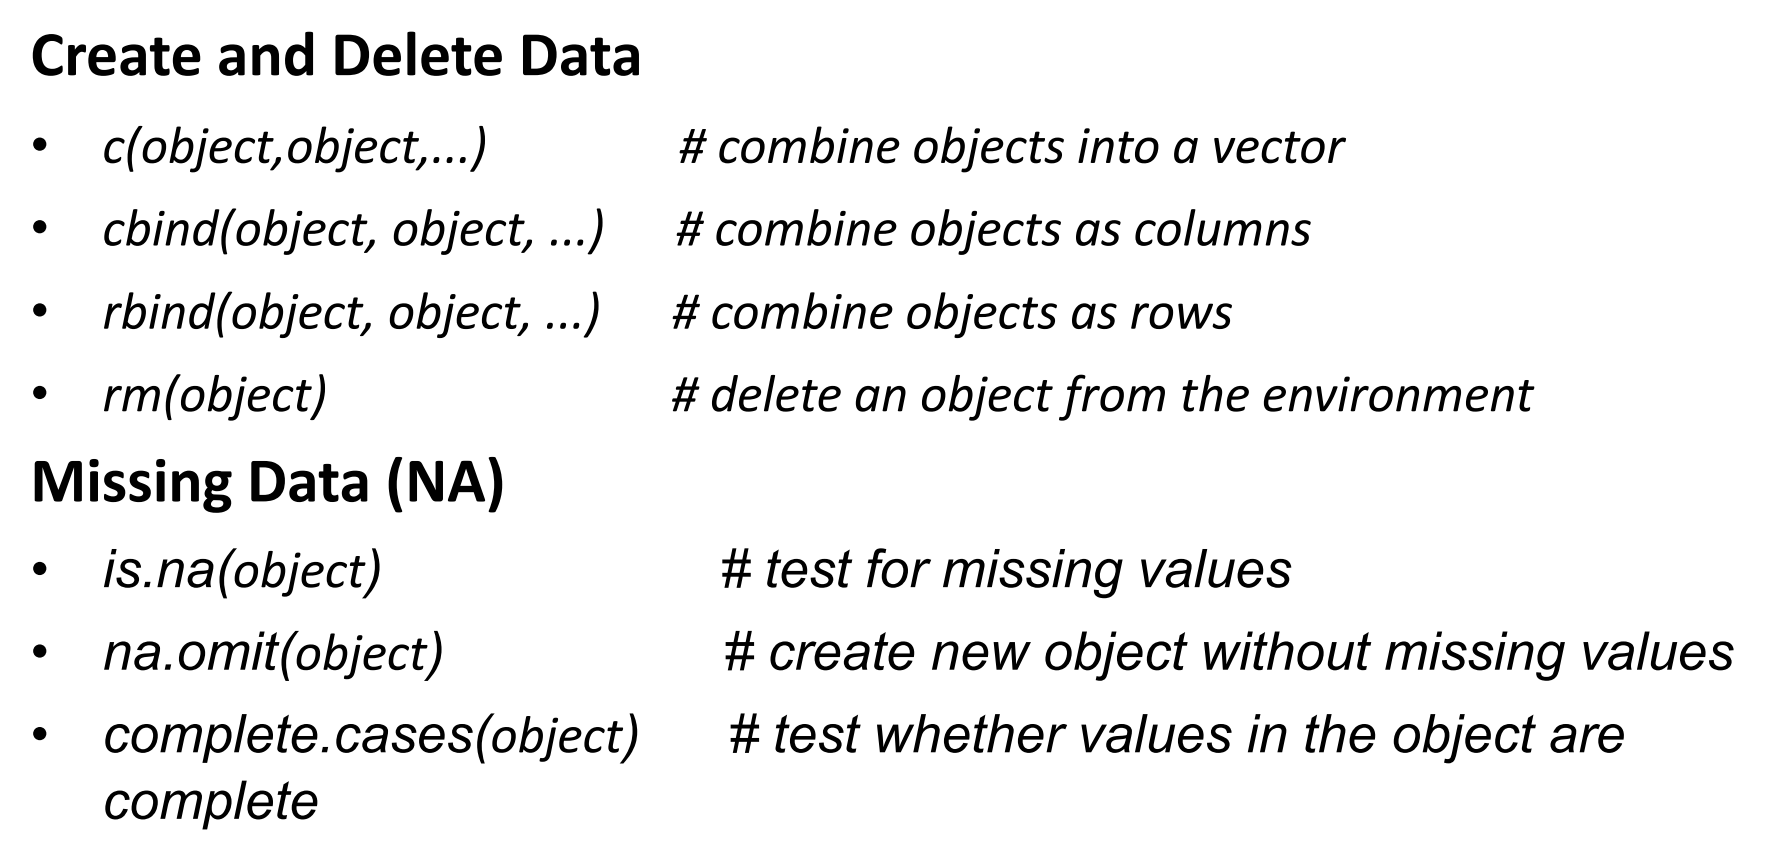 Create and Delete Data
• c(object,object,...) # combine objects into a vector
• cbind(object, object, ...) # combine objects as columns
• rbind(object, object, ...) # combine objects as rows
• rm(object) # delete an object from the environment
Missing Data (NA)
• is.na(object) # test for missing values
• na.omit(object) # create new object without missing values
• complete.cases(object) # test whether values in the object are
complete